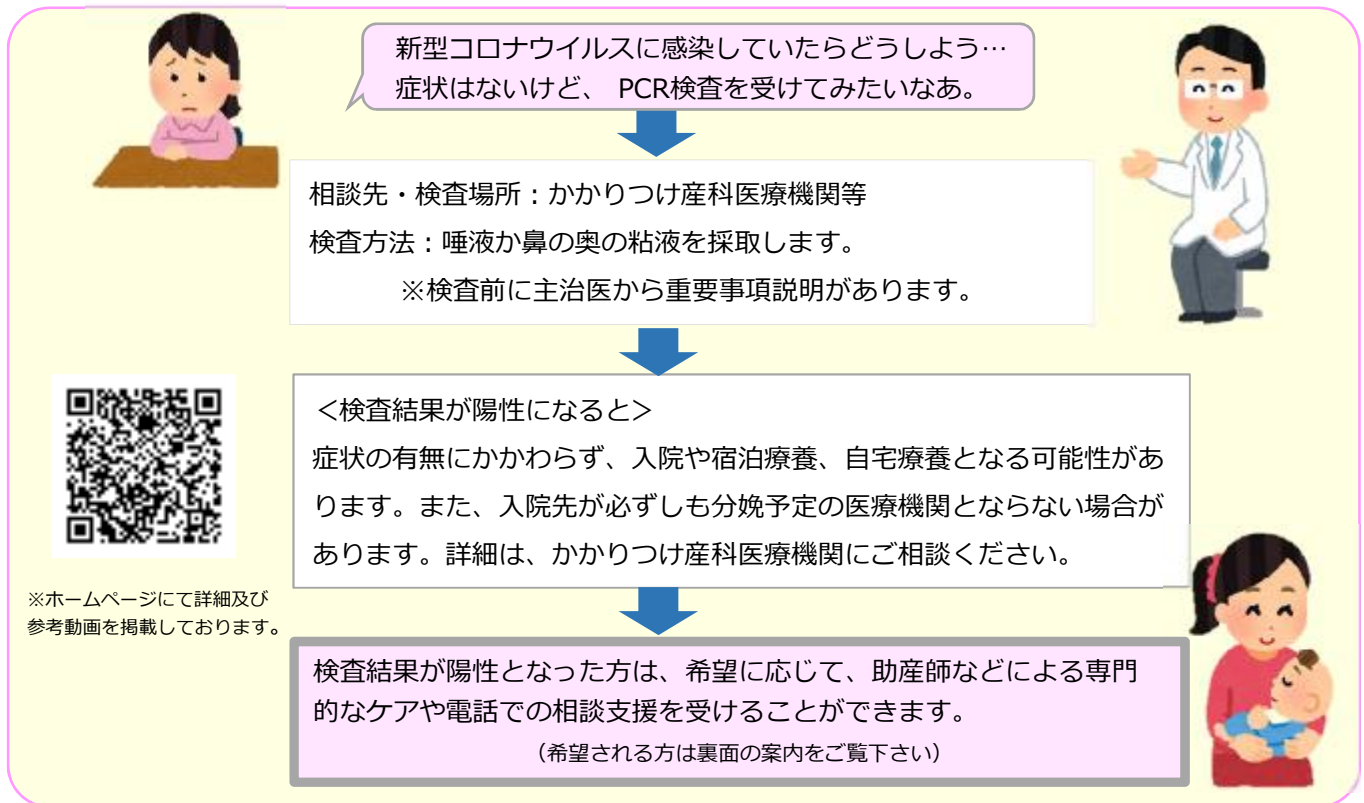 新型コロナウイルスに感染していたらどうしよう…
症状はないけど、 PCR検査を受けてみたいなあ。
相談先・検査場所：かかりつけ産科医療機関等
検査方法：唾液か鼻の奥の粘液を採取します。
※検査前に主治医から重要事項説明があります。
＜検査結果が陽性になると＞
症状の有無にかかわらず、入院や宿泊療養、自宅療養となる可能性があ
ります。また、入院先が必ずしも分娩予定の医療機関とならない場合が
あります。詳細は、かかりつけ産科医療機関にご相談ください。
※ホームページにて詳細及び
参考動画を掲載しております。
検査結果が陽性となった方は、希望に応じて、助産師などによる専門
的なケアや電話での相談支援を受けることができます。
（希望される方は裏面の案内をご覧下さい）